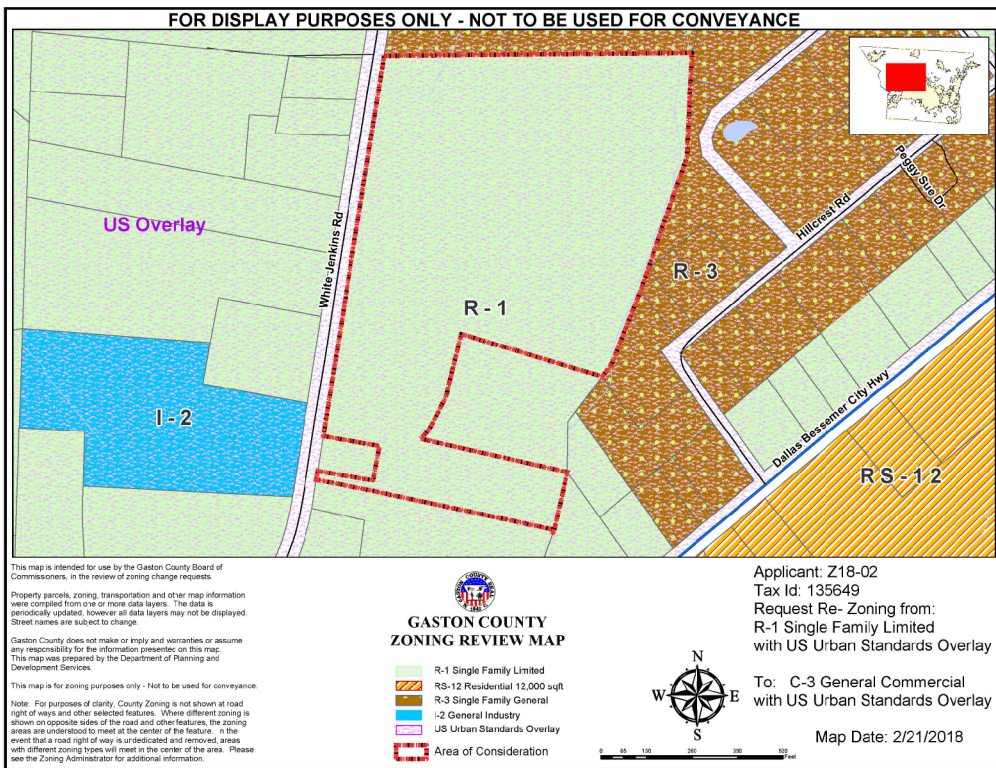 FOR DISPLAY PURPOSES ONLY - NOT TO BE USED FOR CONVEYANCE
US Overlay
White Jenkins Rd
R - 1
R - 3
Hillcrest Rd
Peggy Sue Dr
I - 2
Dallas Bessemer City Hwy
RS - 12
This map is intended for use by the Gaston County Board of
Commissioners, in the review of zoning change requests.
Property parcels, zoning, transportation and other map information
were compiled from one or more data layers. The data is
periodically updated, however all data layers may not be displayed.
Street names are subject to change.
Gaston County does not make or imply and warranties or assume
any responsibility for the information presented on this map.
This map was prepared by the Department of Planning and
Development Services.
This map is for zoning purposes only - Not to be used for conveyance.
Note: For purposes of clarity, County Zoning is not shown at road
right of ways and other selected features. Where different zoning is
shown on opposite sides of the road and other features, the zoning
areas are understood to meet at the center of the feature. In the
event that a road right of way is undedicated and removed, areas
with different zoning types will meet in the center of the area. Please
see the Zoning Administrator for additional information.
GASTON COUNTY
ZONING REVIEW MAP
R-1 Single Family Limited
RS-12 Residential 12,000 sqft
R-3 Single Family General
I-2 General Industry
US Urban Standards Overlay
Area of Consideration
N
W
E
S
0 65 130 260 390 520
Feet
Applicant: Z18-02
Tax Id: 135649
Request Re- Zoning from:
R-1 Single Family Limited
with US Urban Standards Overlay
To: C-3 General Commercial
with US Urban Standards Overlay
Map Date: 2/21/2018